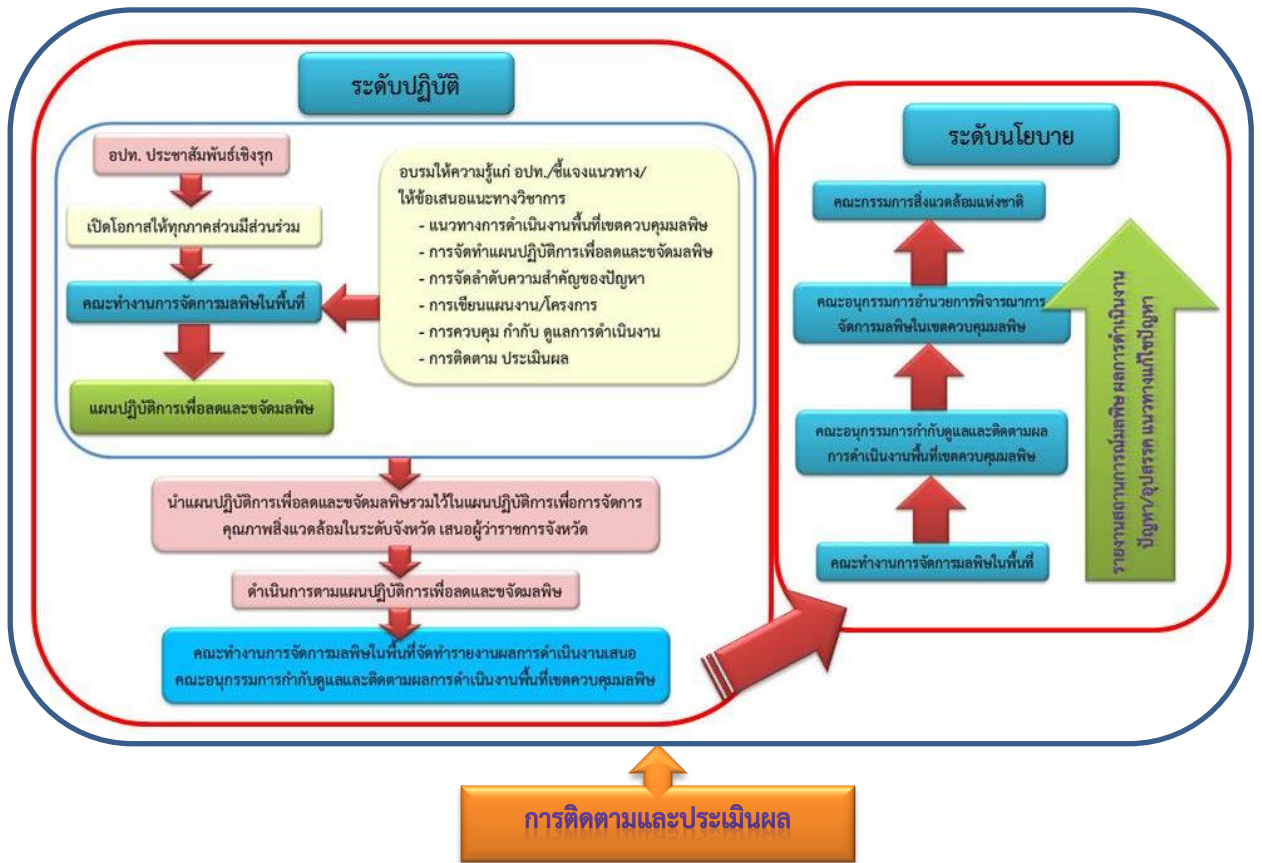 ระดับปฏิบัติ
อปท. ประชาสัมพันธ์เชิงรุก
เปิดโอกาสให้ทุกภาคส่วนมีส่วนร่วม
คณะทำงานการจัดการมลพิษในพื้นที่
แผนปฏิบัติการเพื่อลดและขจัดมลพิษ
อบรมให้ความรู้แก่ อปท./ชี้แจงแนวทาง/
ให้ข้อเสนอแนะทางวิชาการ
- แนวทางการดำเนินงานพื้นที่เขตควบคุมมลพิษ
- การจัดทำแผนปฏิบัติการเพื่อลดและขจัดมลพิษ
- การจัดลำดับความสำคัญของปัญหา
- การเขียนแผนงาน/โครงการ
- การควบคุม กำกับ ดูแลการดำเนินงาน
- การติดตาม ประเมินผล
นำแผนปฏิบัติการเพื่อลดและขจัดมลพิษรวมไว้ในแผนปฏิบัติการเพื่อการจัดการ
คุณภาพสิ่งแวดล้อมในระดับจังหวัด เสนอผู้ว่าราชการจังหวัด
ดำเนินการตามแผนปฏิบัติการเพื่อลดและขจัดมลพิษ
คณะทำงานการจัดการมลพิษในพื้นที่จัดทำรายงานผลการดำเนินงานเสนอ
คณะอนุกรรมการกำกับดูแลและติดตามผลการดำเนินงานพื้นที่เขตควบคุมมลพิษ
ระดับนโยบาย
คณะกรรมการสิ่งแวดล้อมแห่งชาติ
คณะอนุกรรมการอำนวยการพิจารณาการ
จัดการมลพิษในเขตควบคุมมลพิษ
คณะอนุกรรมการกำกับดูแลและติดตามผล
การดำเนินงานพื้นที่เขตควบคุมมลพิษ
คณะทำงานการจัดการมลพิษในพื้นที่
รายงานสถานการณ์มลพิษ ผลการดำเนินงาน
ปัญหา/อุปสรรค แนวทางแก้ไขปัญหา
การติดตามและประเมินผล